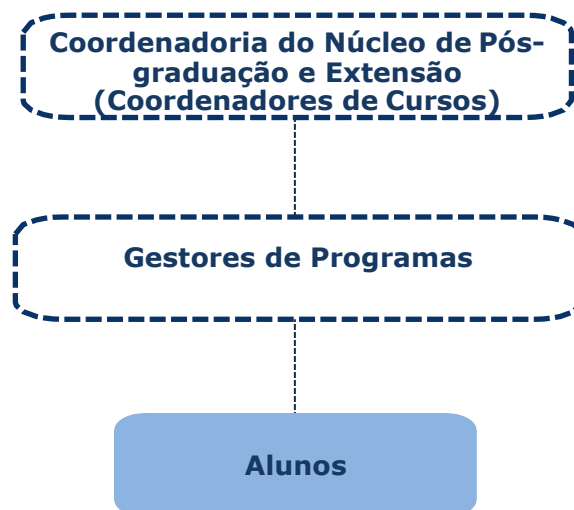 Coordenadoria do Núcleo de Pós-
graduação e Extensão
(Coordenadores de Cursos)
Gestores de Programas
Alunos